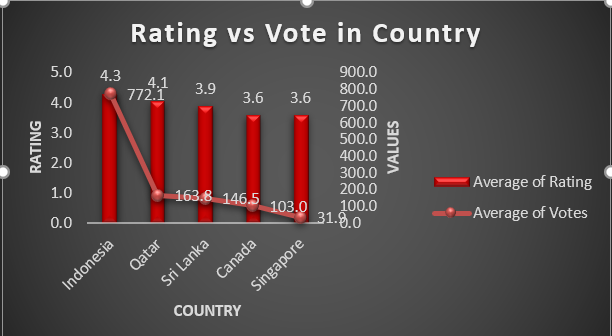 Rating vs Vote in Country
RATING
5.0
4.0
3.0
2.0
1.0
0.0
4.3
4.1
3.9
3.6
3.6
772.1
163.8
146.5
103.0
31.9
900.0
800.0
700.0
600.0
500.0
400.0
300.0
200.0
100.0
0.0
VALUES
Indonesia
Qatar
Sri Lanka
Canada
Singapore
COUNTRY
Average of Rating
Average of Votes